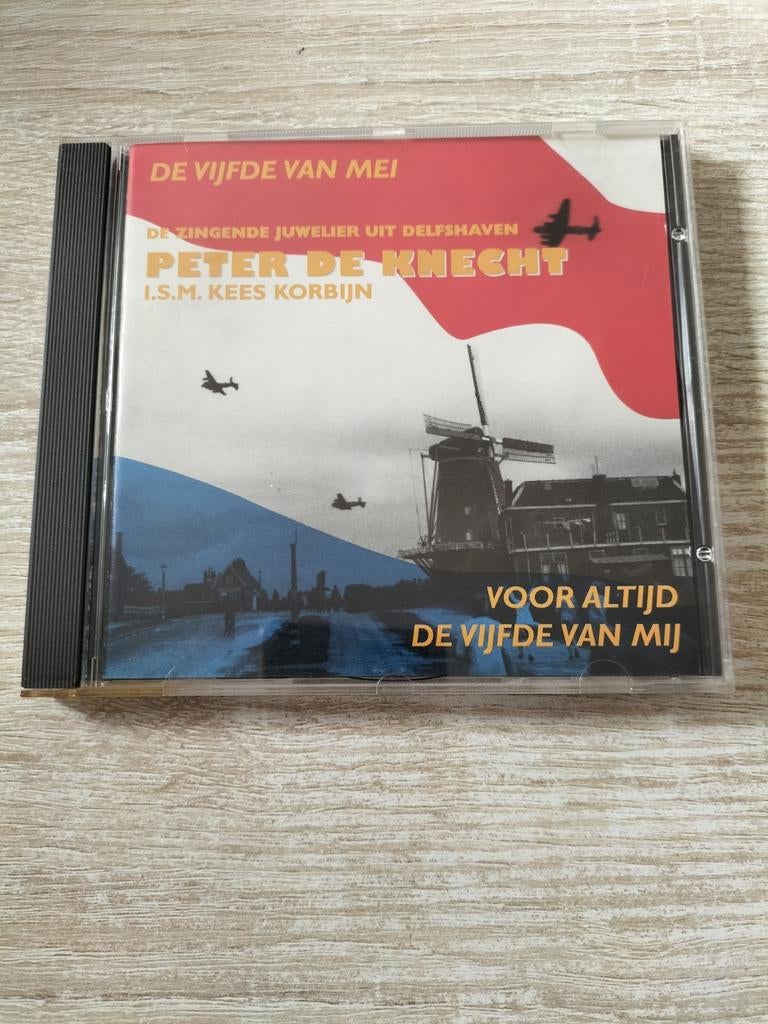 DE VIJFDE VAN MEI
DE ZINGENDE JUWELIER UIT DELFSHAVEN
PETER DE KNECHT
I.S.M. KEES KORBIJN
VOOR ALTIJD
DE VIJFDE VAN MIJ